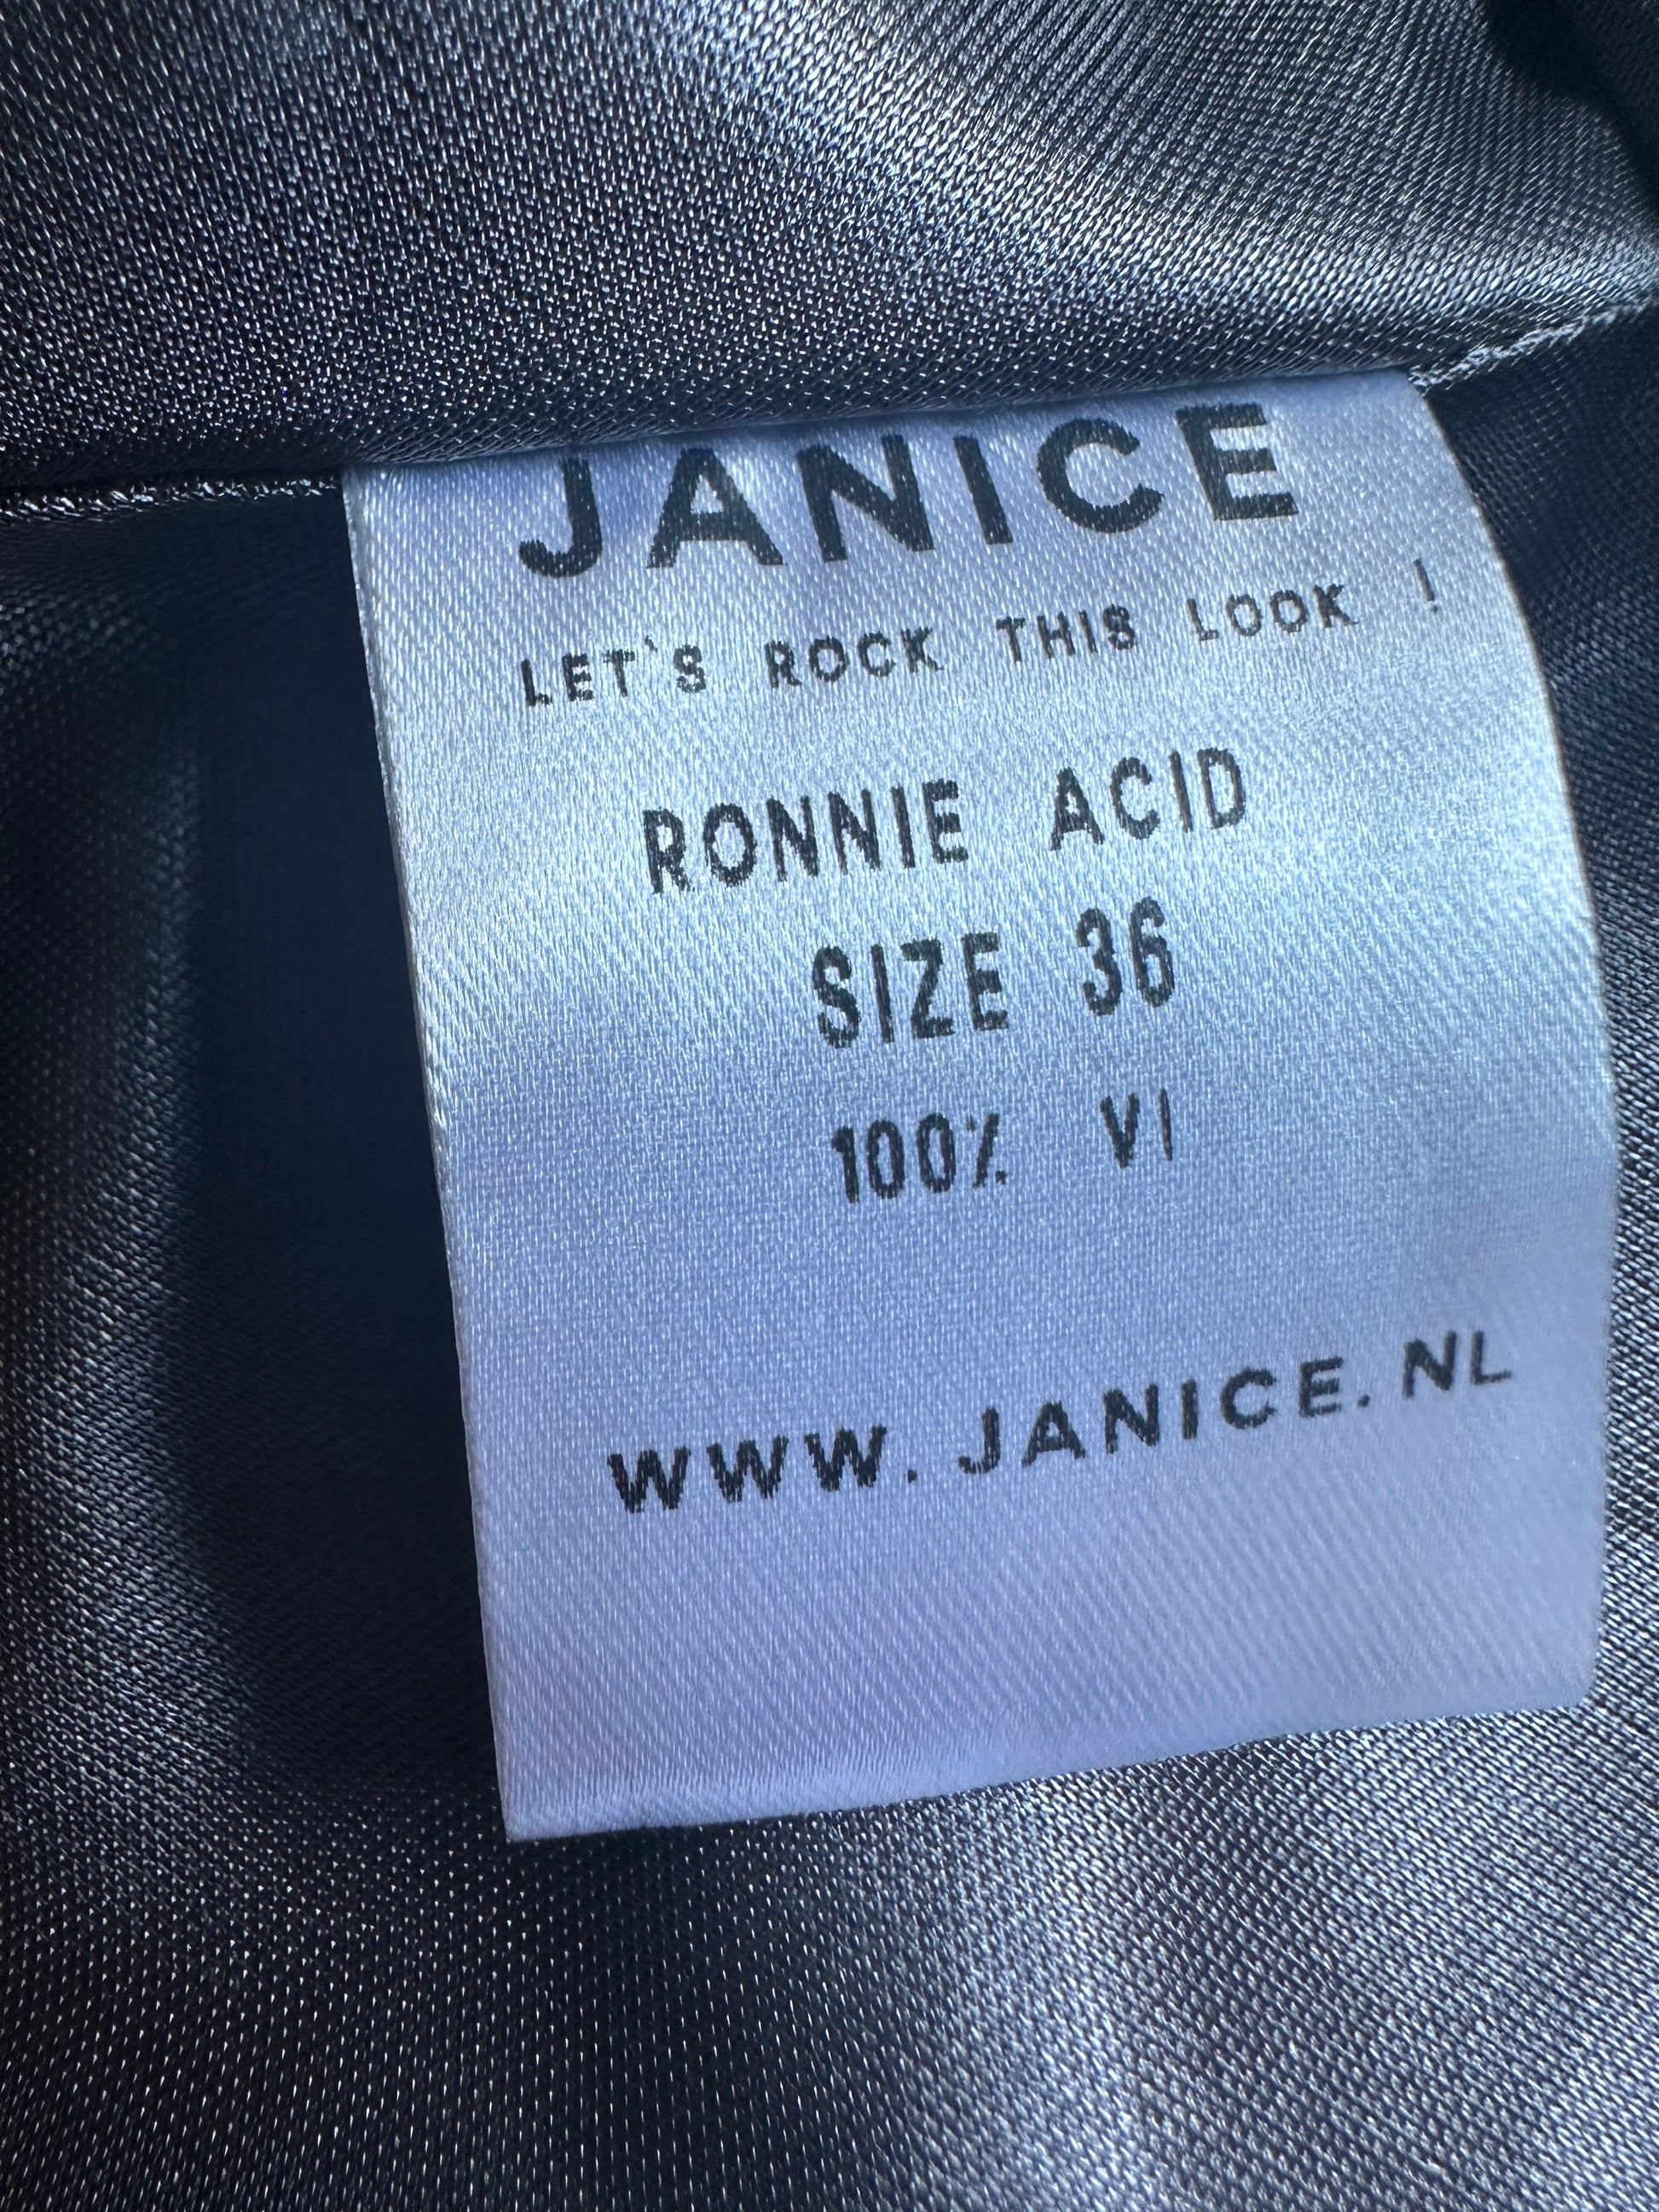 JANICE
LET'S ROCK THIS LOOK !
RONNIE ACID
SIZE 36
100% VI
WWW.JANICE.NL